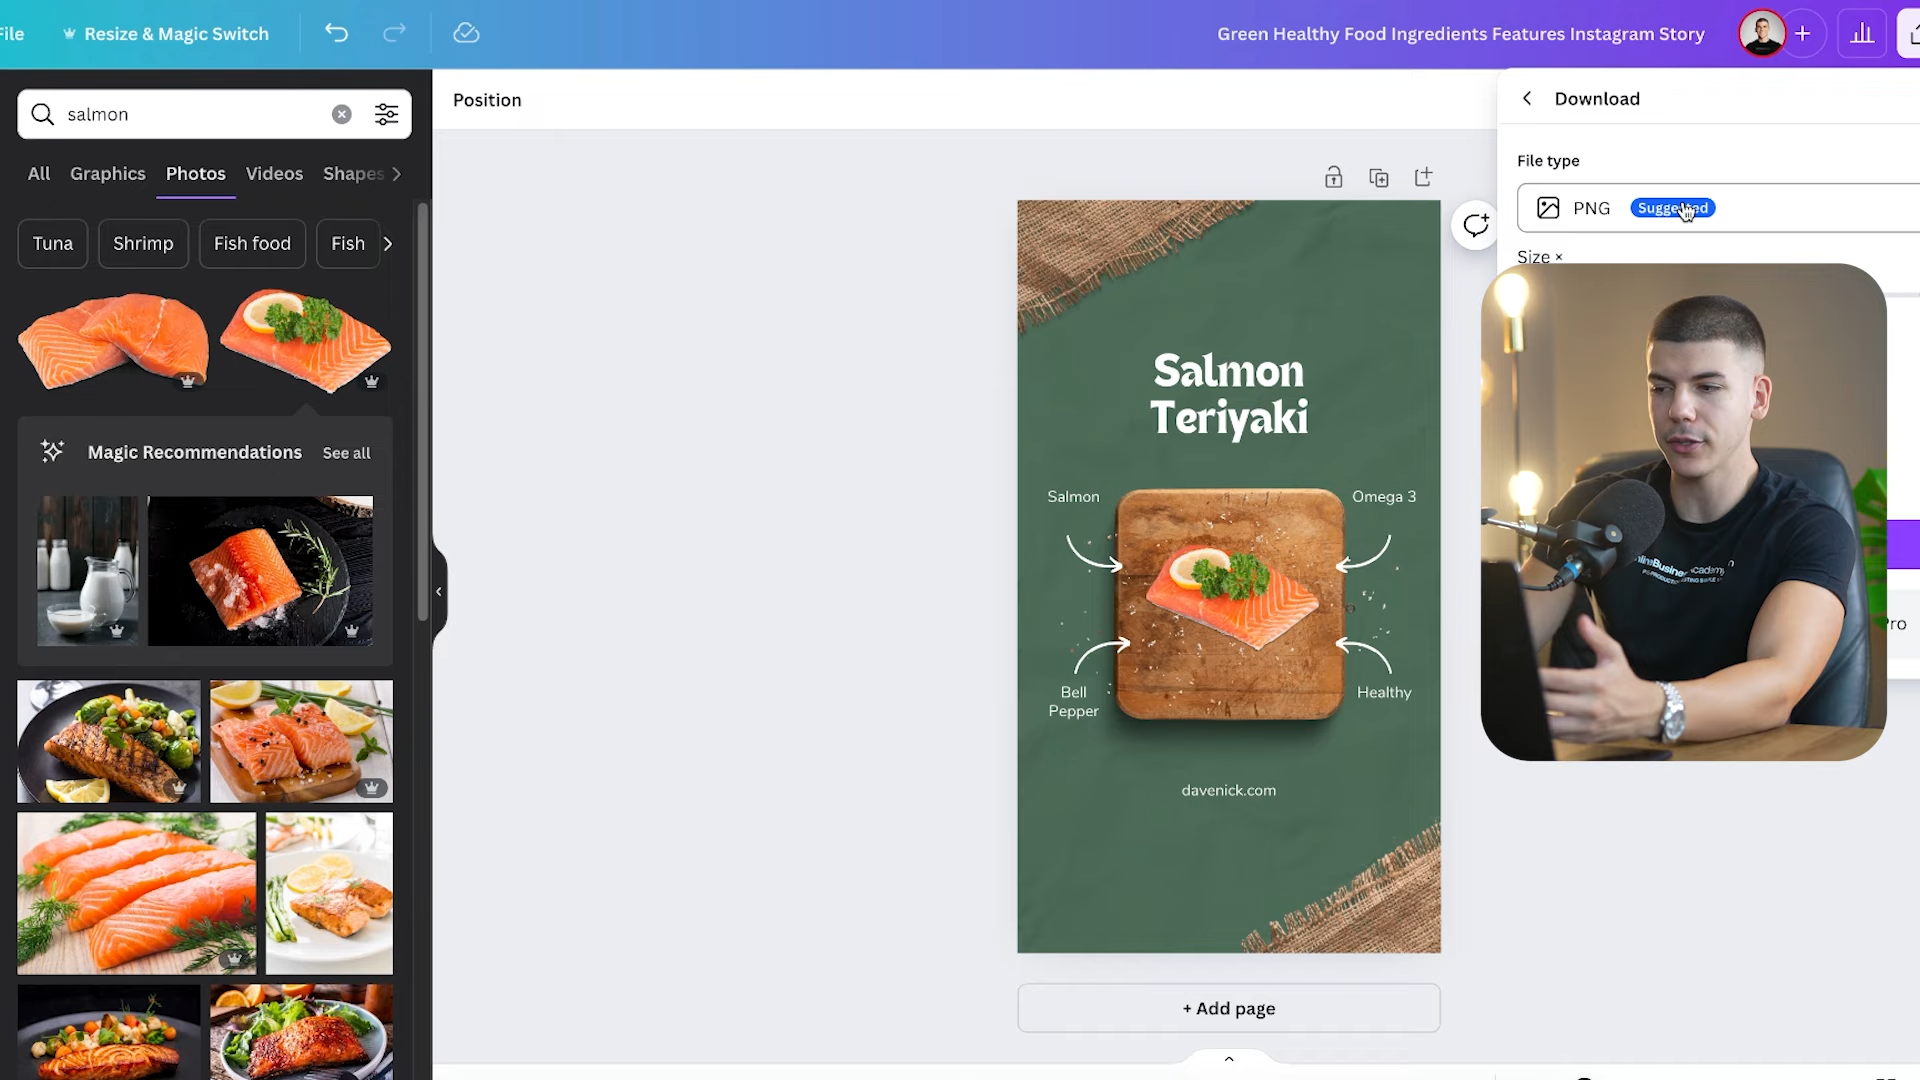 File
Resize & Magic Switch
Green Healthy Food Ingredients Features Instagram Story
salmon
Position
Download
All
Graphics
Photos
Videos
Shapes
File type
PNG
Suggested
Tuna
Shrimp
Fish food
Fish
Size ×
Salmon
Teriyaki
Magic Recommendations
See all
Salmon
Omega 3
Bell
Pepper
Healthy
davenick.com
+ Add page